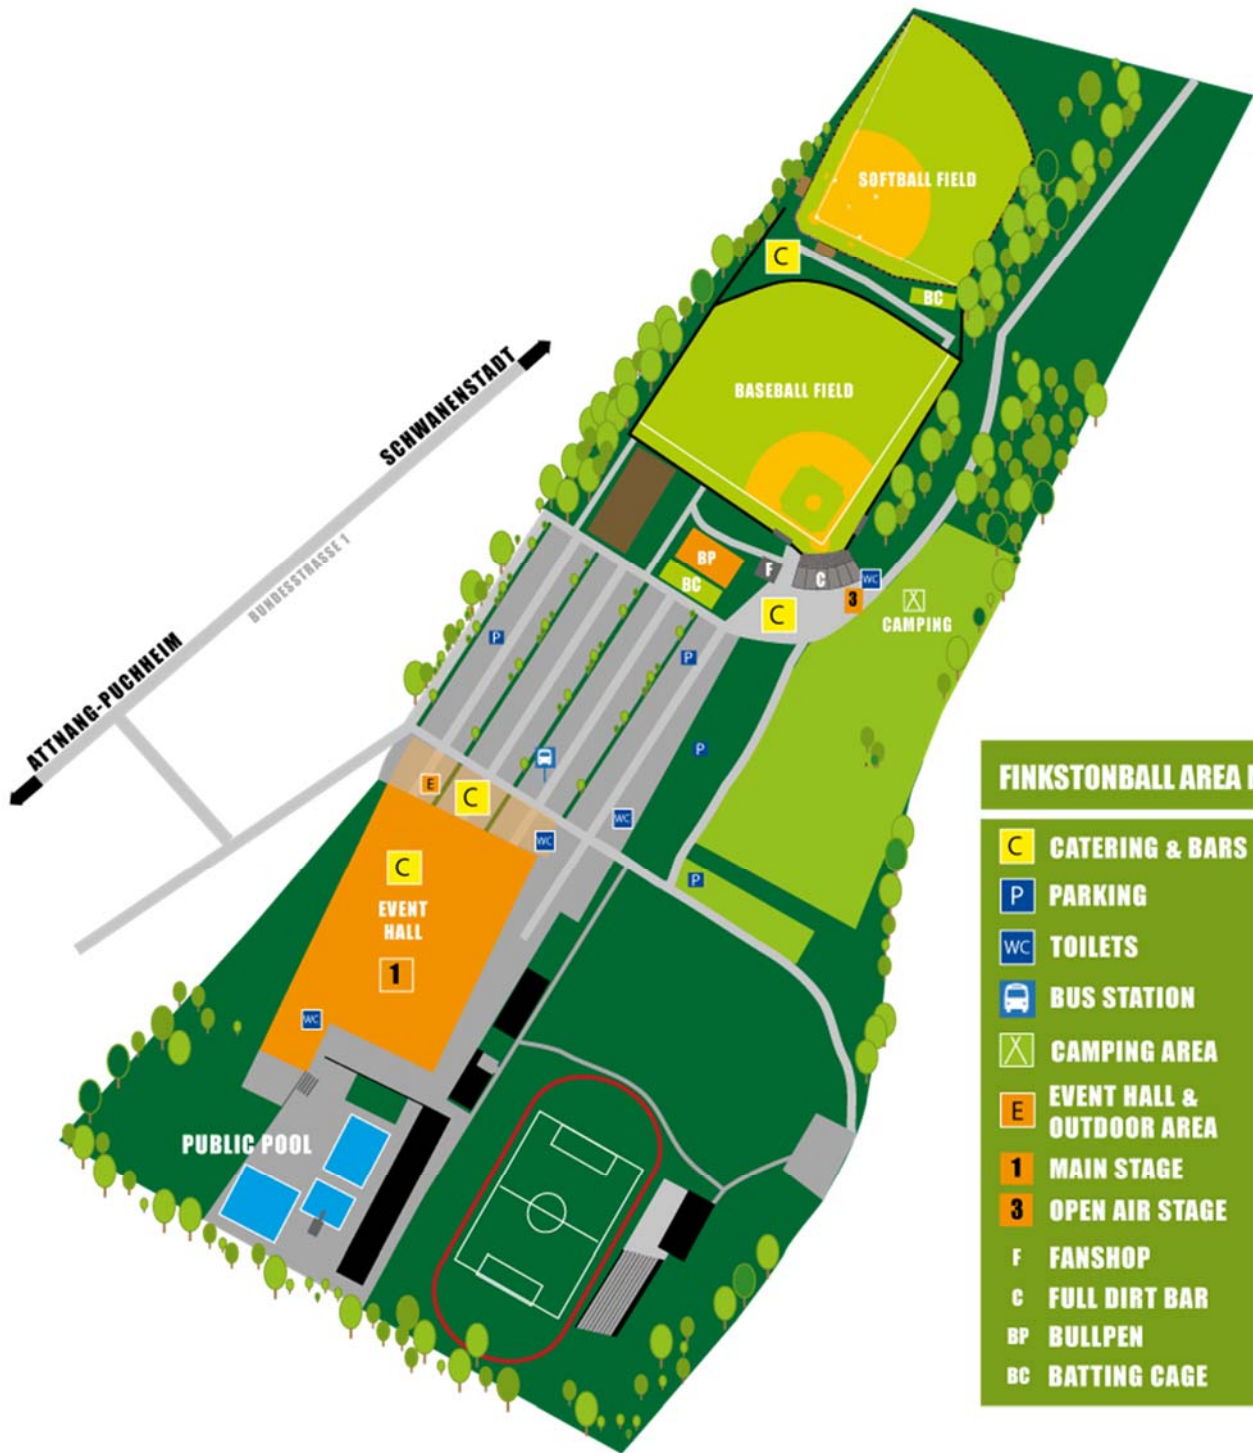 SOFTBALL FIELD
C
BC
BASEBALL FIELD
SCHWANENSTADT
BUNDESSTRASSE 1
ATTNANG-PUCHHEIM
BP
BC
F
C
WC
3
C
CAMPING
P
P
P
E
C
WC
WC
P
C
EVENT
HALL
1
WC
PUBLIC POOL
FINKSTONBALL AREA
C CATERING & BARS
P PARKING
WC TOILETS
BUS STATION
CAMPING AREA
E EVENT HALL &
OUTDOOR AREA
1 MAIN STAGE
3 OPEN AIR STAGE
F FANSHOP
C FULL DIRT BAR
BP BULLPEN
BC BATTING CAGE